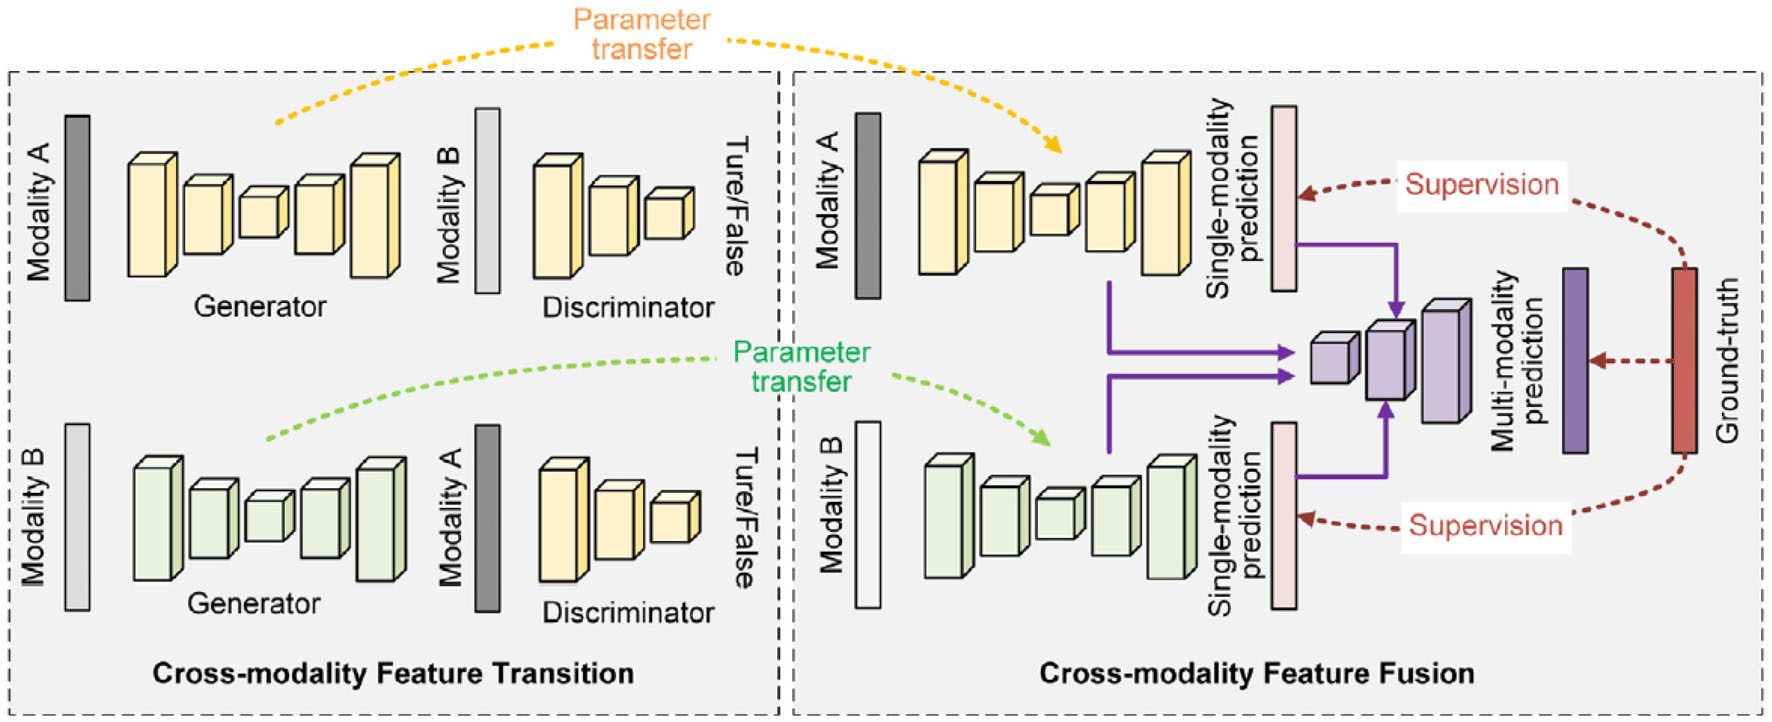 Parameter
transfer
Modality A
Generator
Modality B
Discriminator
Ture/False
Parameter
transfer
Modality B
Generator
Modality A
Discriminator
Ture/False
Cross-modality Feature Transition
Modality A
Single-modality
prediction
Supervision
Multi-modality
prediction
Ground-truth
Modality B
Single-modality
prediction
Supervision
Cross-modality Feature Fusion